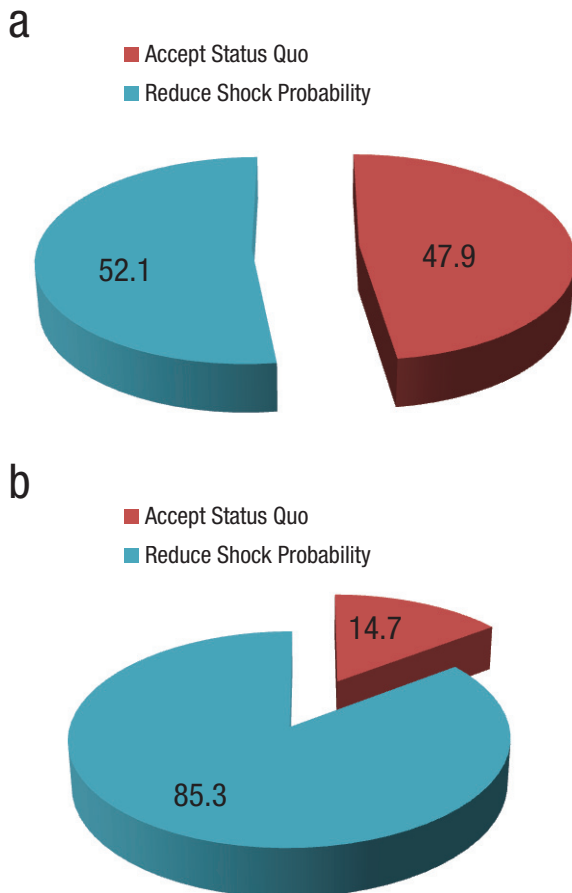 a
Accept Status Quo
Reduce Shock Probability
52.1
47.9
b
Accept Status Quo
Reduce Shock Probability
14.7
85.3